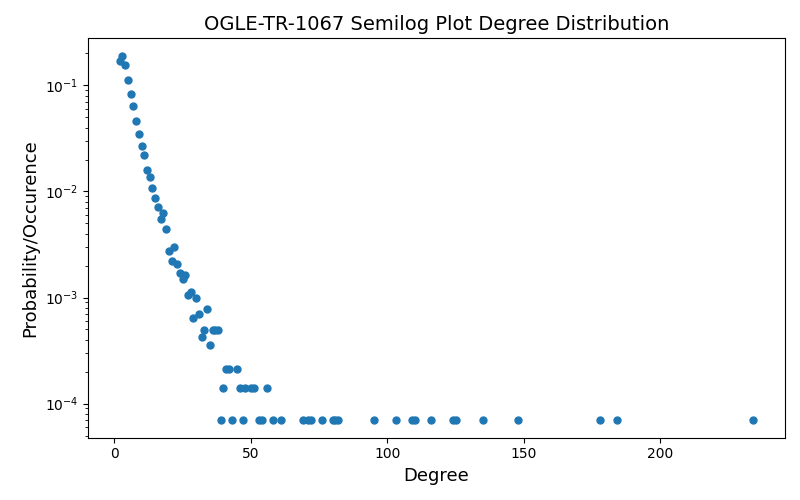 OGLE-TR-1067 Semilog Plot Degree Distribution
Probability/Occurence
10⁻¹
10⁻²
10⁻³
10⁻⁴
0 50 100 150 200
Degree